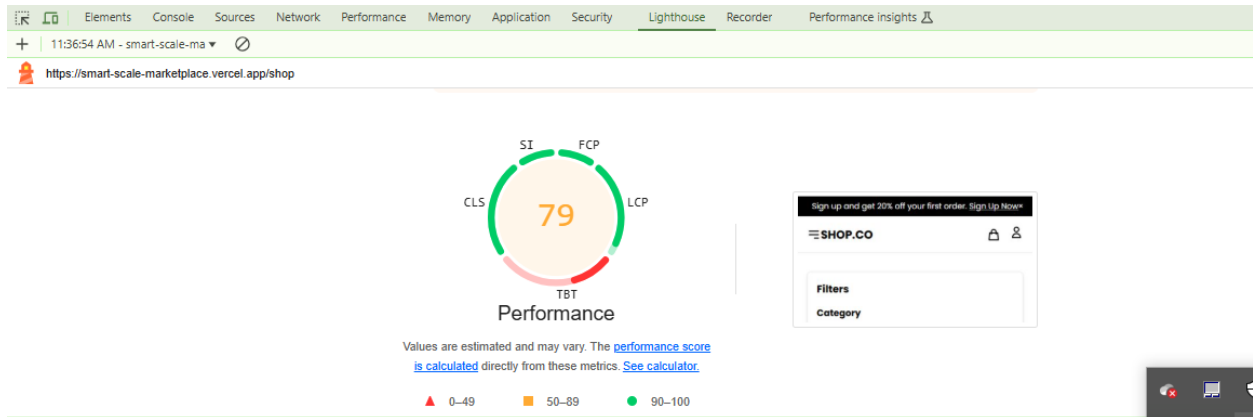 Elements Console Sources Network Performance Memory Application Security Lighthouse Recorder Performance insights
11:36:54 AM - smart-scale-ma
https://smart-scale-marketplace.vercel.app/shop
SI FCP
CLS LCP
79
TBT
Performance
Values are estimated and may vary. The performance score
is calculated directly from these metrics. See calculator.
0–49 50–89 90–100
Sign up and get 20% off your first order. Sign Up Now×
SHOP.CO
Filters
Category